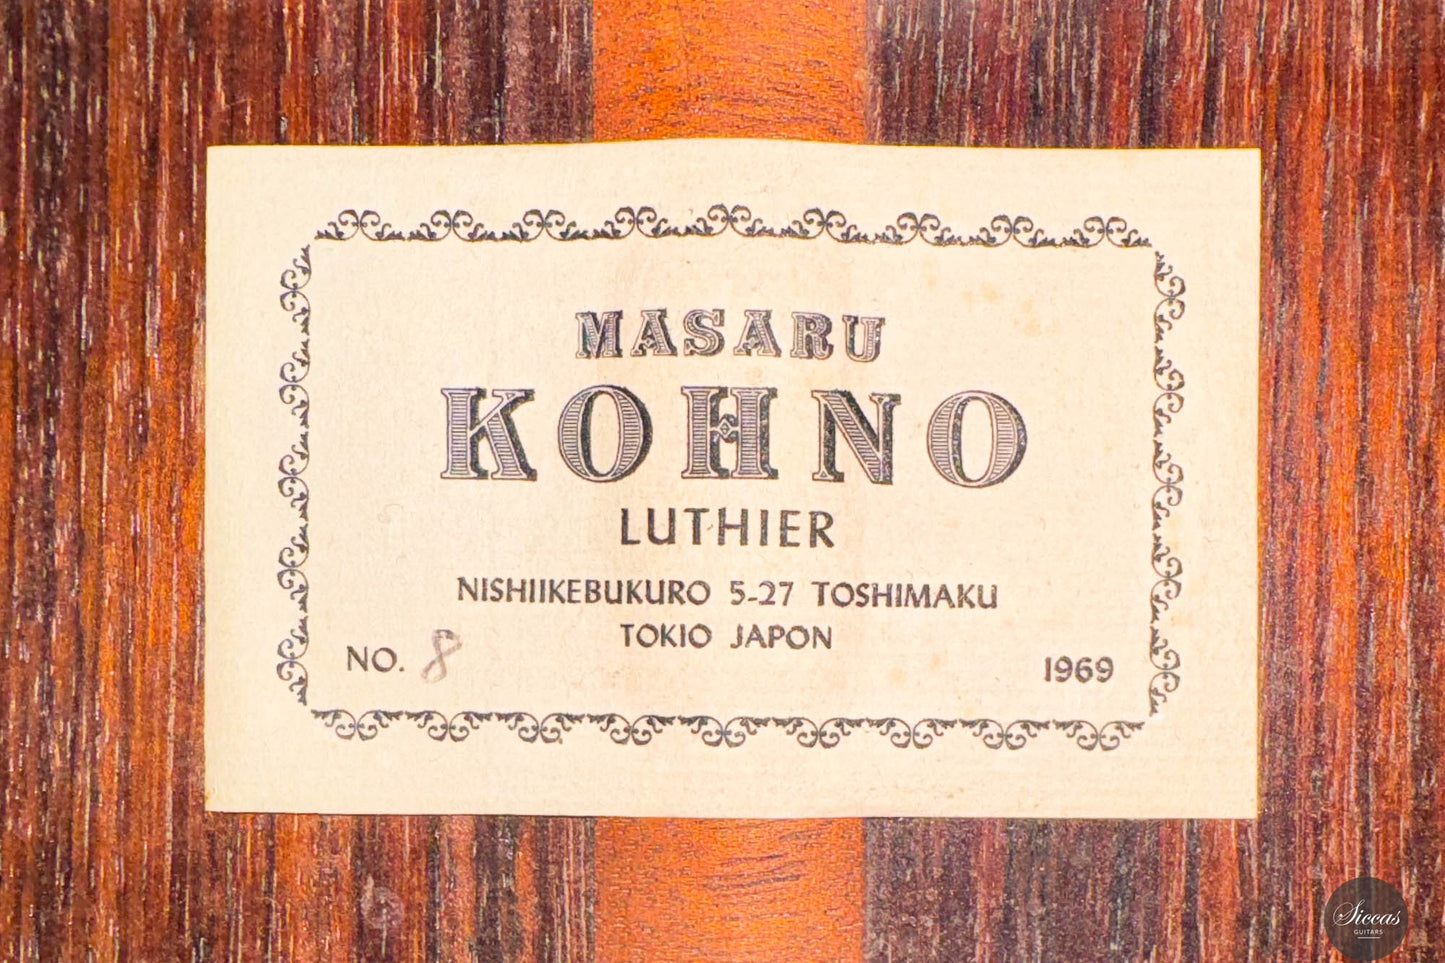 MASARU
KOHNO
LUTHIER
NISHIIKEBUKURO 5-27 TOSHIMAKU
TOKIO JAPON
NO. 8
1969
Siccas
GUITARS